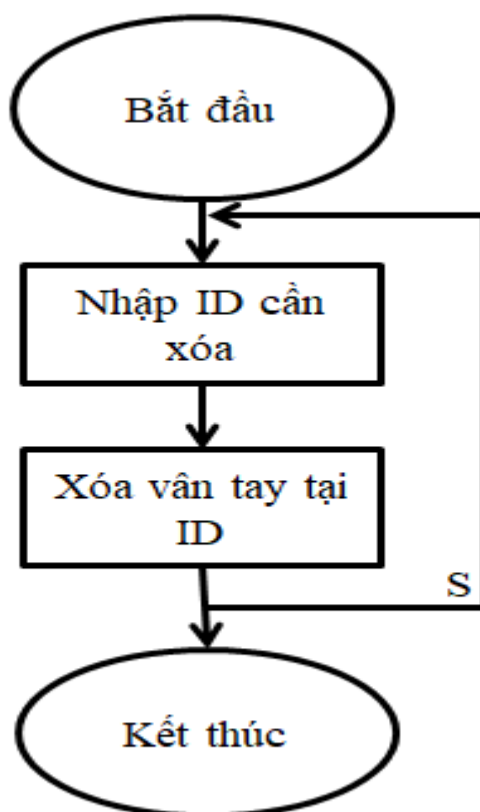 Bắt đầu
Nhập ID cần
xóa
Xóa vân tay tại
ID
S
Kết thúc